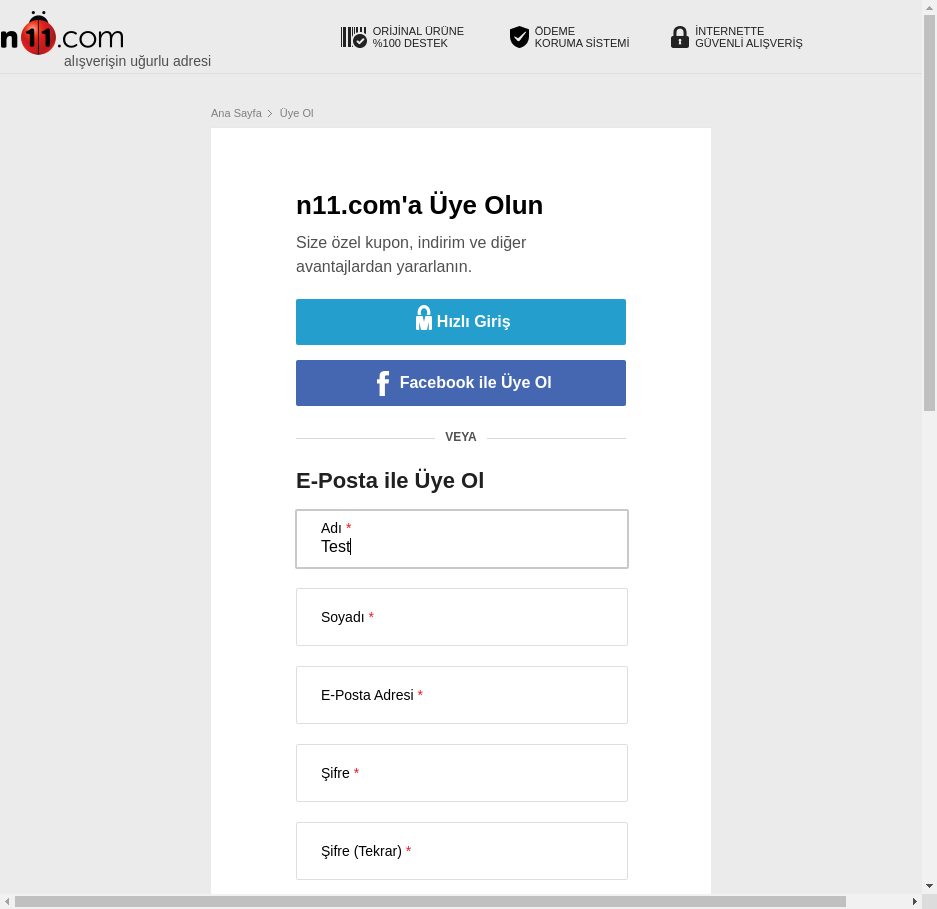 n11.com
alışverişin uğurlu adresi
ORİJİNAL ÜRÜNE
%100 DESTEK
ÖDEME
KORUMA SİSTEMİ
İNTERNETTE
GÜVENLİ ALIŞVERİŞ
Ana Sayfa > Üye Ol
n11.com'a Üye Olun
Size özel kupon, indirim ve diğer
avantajlardan yararlanın.
Hızlı Giriş
Facebook ile Üye Ol
VEYA
E-Posta ile Üye Ol
Adı *
Test
Soyadı *
E-Posta Adresi *
Şifre *
Şifre (Tekrar) *